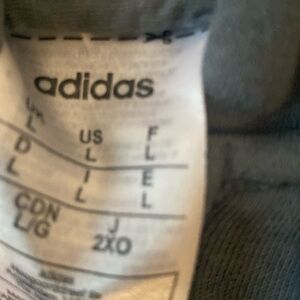 adidas
UK US F
L L L
D I E
L L L
CDN J
L/G 2XO